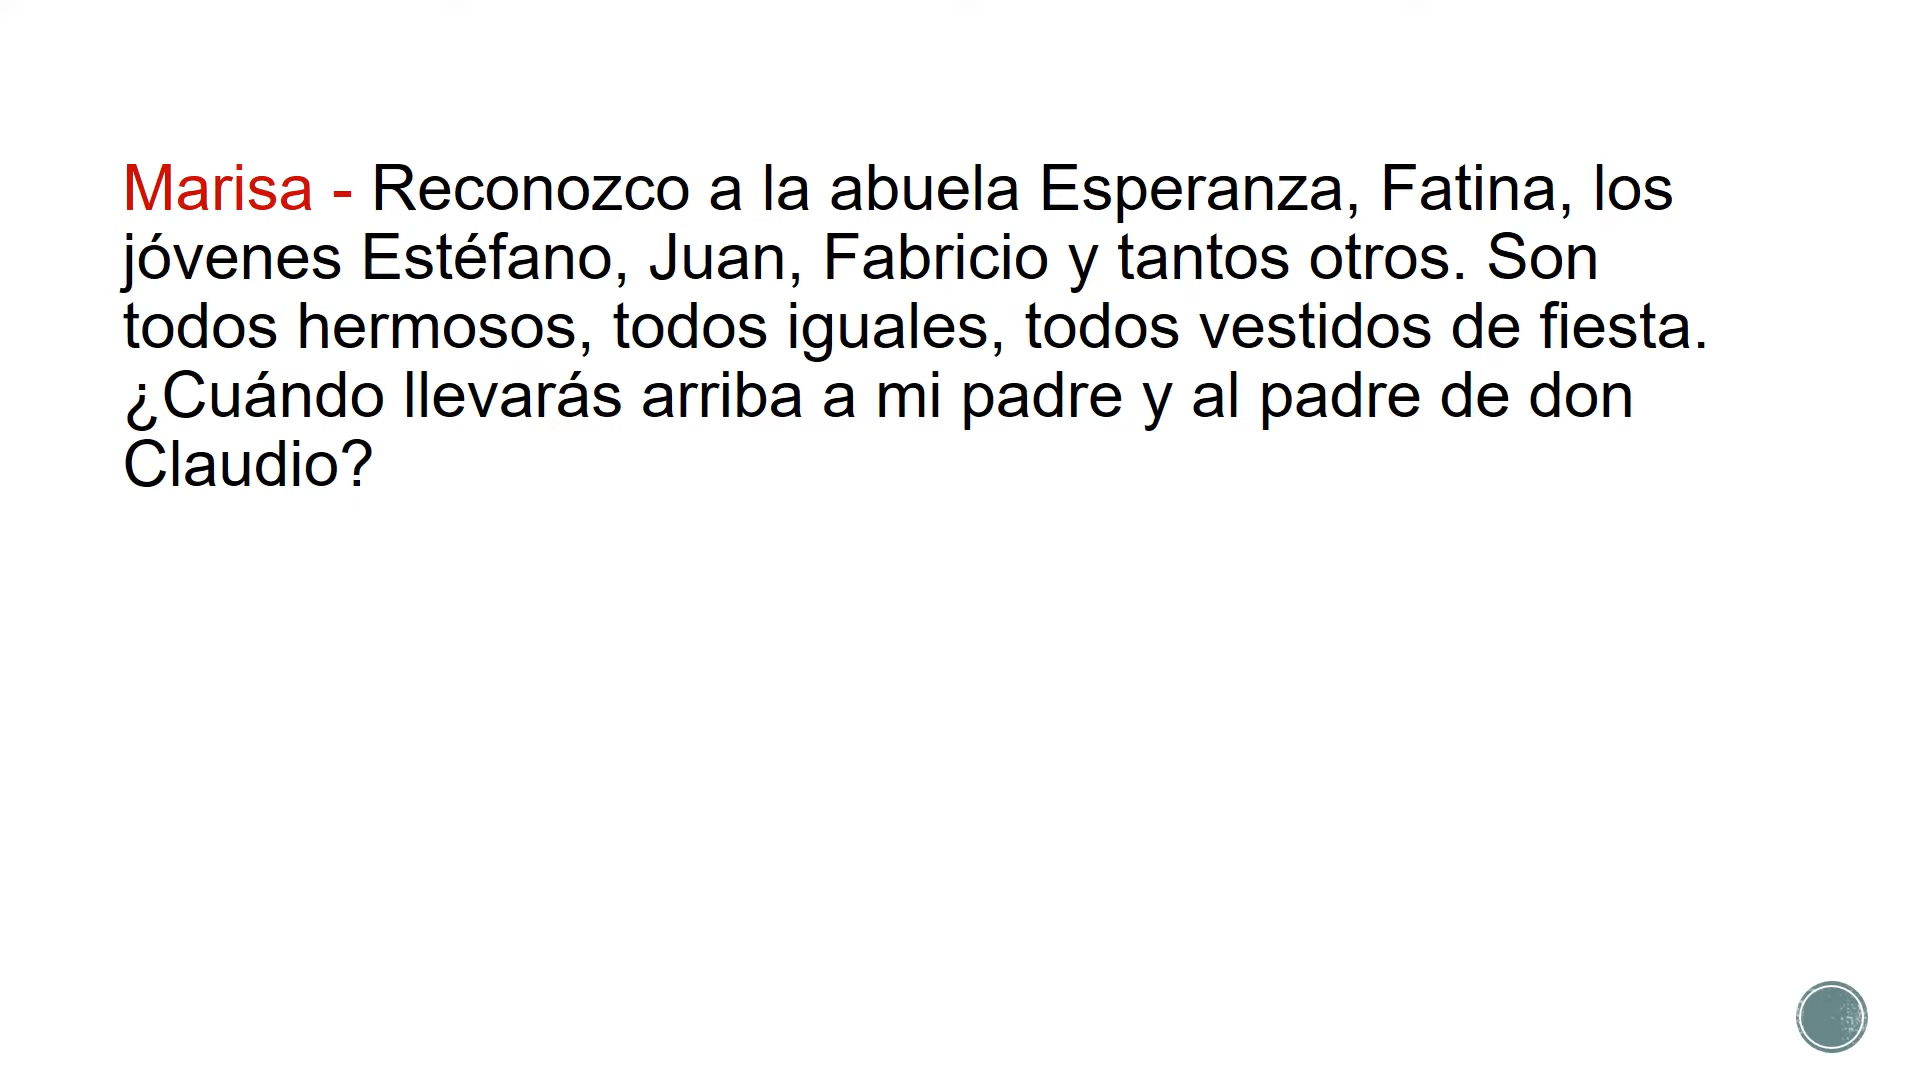 Marisa - Reconozco a la abuela Esperanza, Fatina, los
jóvenes Estéfano, Juan, Fabricio y tantos otros. Son
todos hermosos, todos iguales, todos vestidos de fiesta.
¿Cuándo llevarás arriba a mi padre y al padre de don
Claudio?